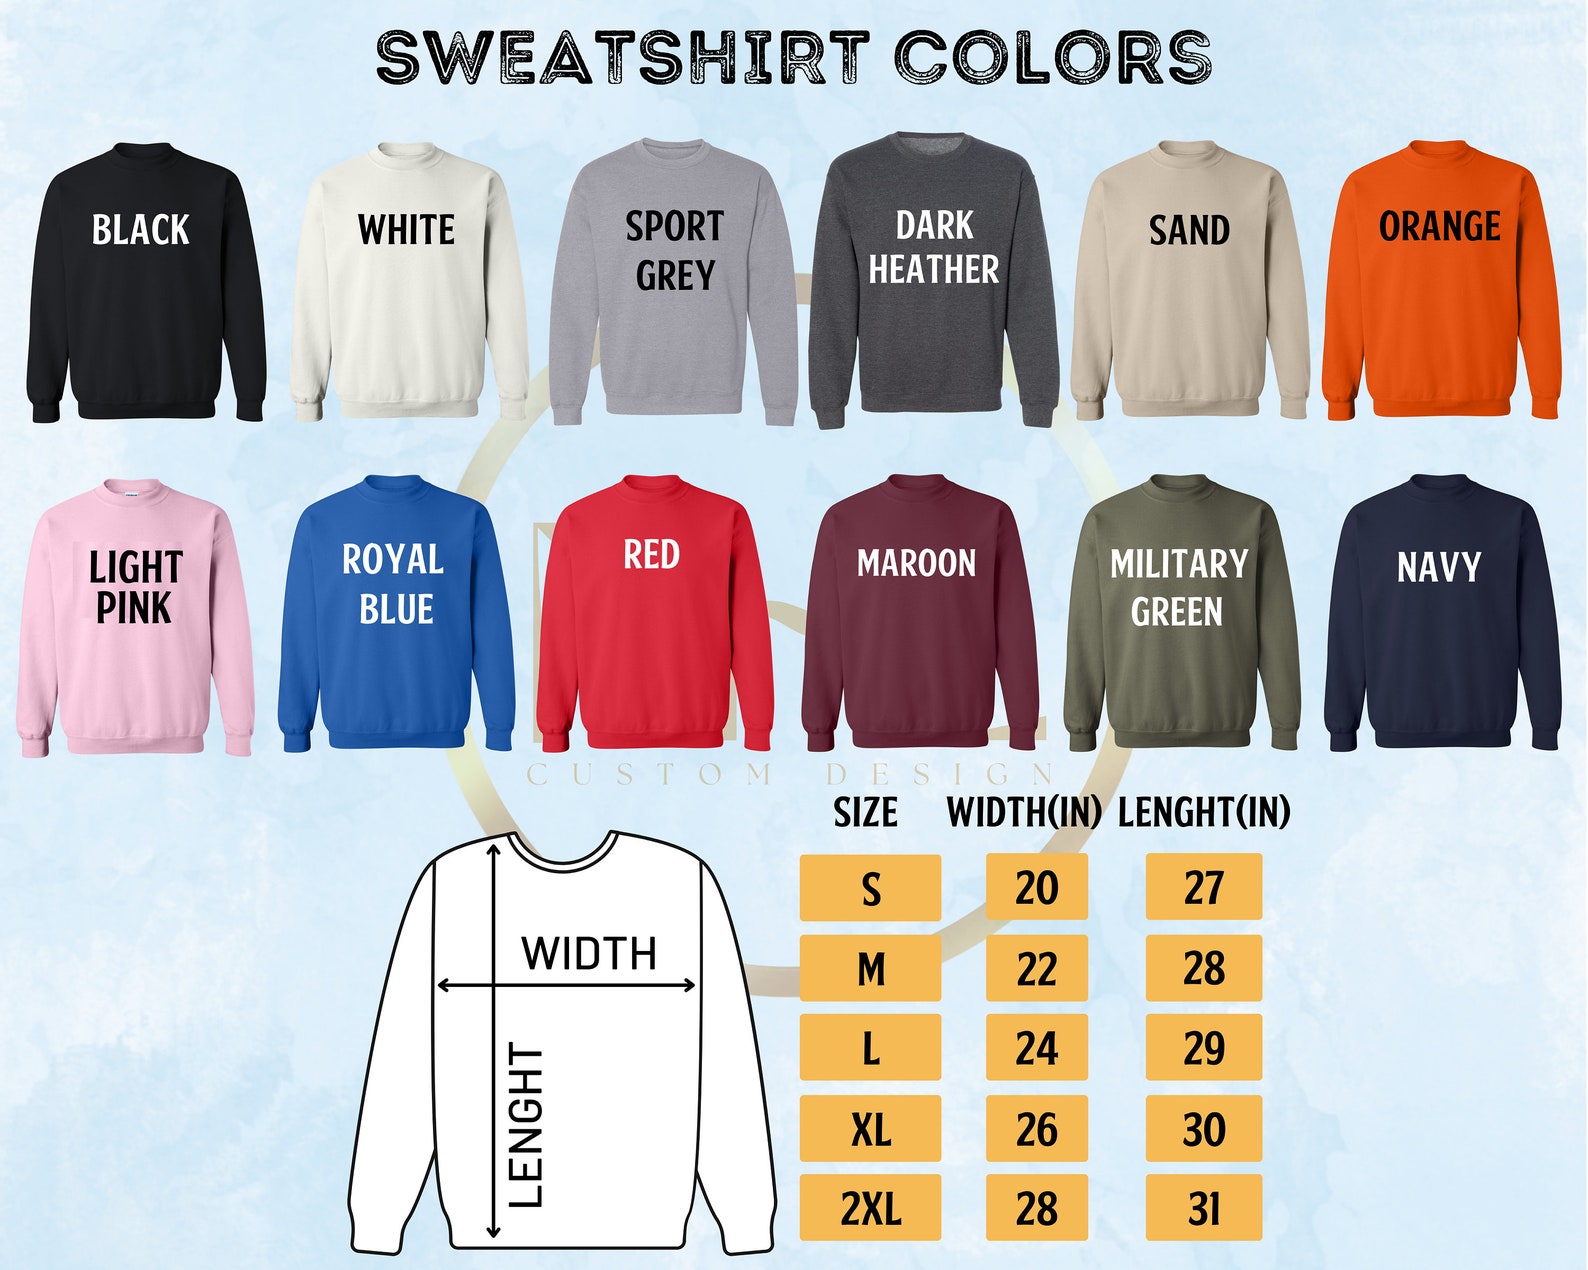 SWEATSHIRT COLORS
BLACK
WHITE
SPORT
GREY
DARK
HEATHER
SAND
ORANGE
LIGHT
PINK
ROYAL
BLUE
RED
MAROON
MILITARY
GREEN
NAVY
CUSTOM DESIGN
SIZE WIDTH(IN) LENGHT(IN)
S 20 27
M 22 28
L 24 29
XL 26 30
2XL 28 31
WIDTH
LENGHT